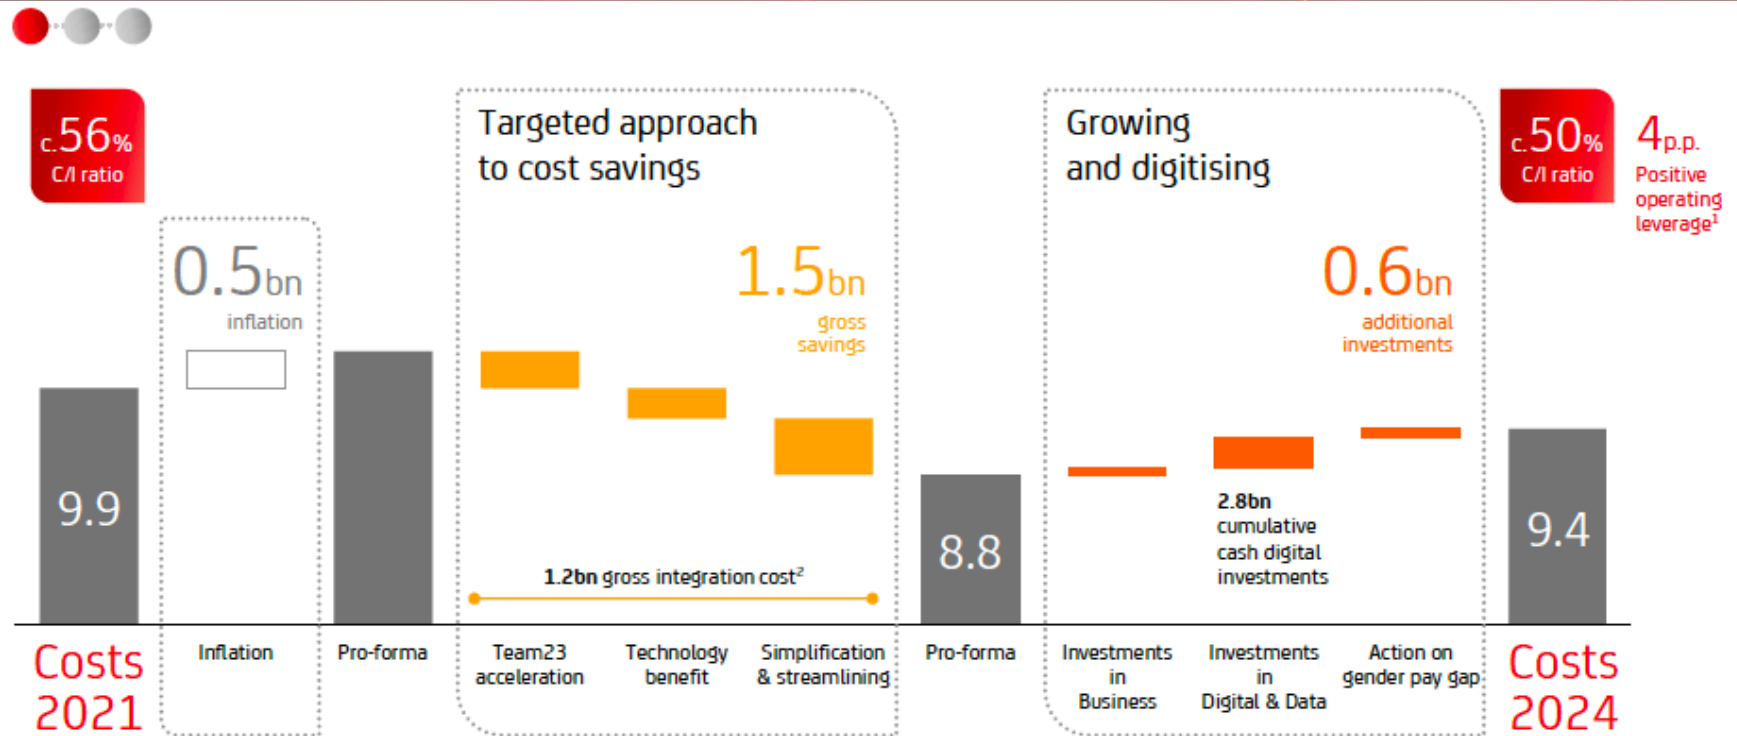 c.56%
C/I ratio
Targeted approach
to cost savings
Growing
and digitising
c.50%
C/I ratio
4p.p.
Positive
operating
leverage¹
0.5bn
inflation
1.5bn
gross
savings
0.6bn
additional
investments
9.9
1.2bn gross integration cost²
8.8
2.8bn
cumulative
cash digital
investments
9.4
Costs
2021
Inflation
Pro-forma
Team23
acceleration
Technology
benefit
Simplification
& streamlining
Pro-forma
Investments
in
Business
Investments
in
Digital & Data
Action on
gender pay gap
Costs
2024